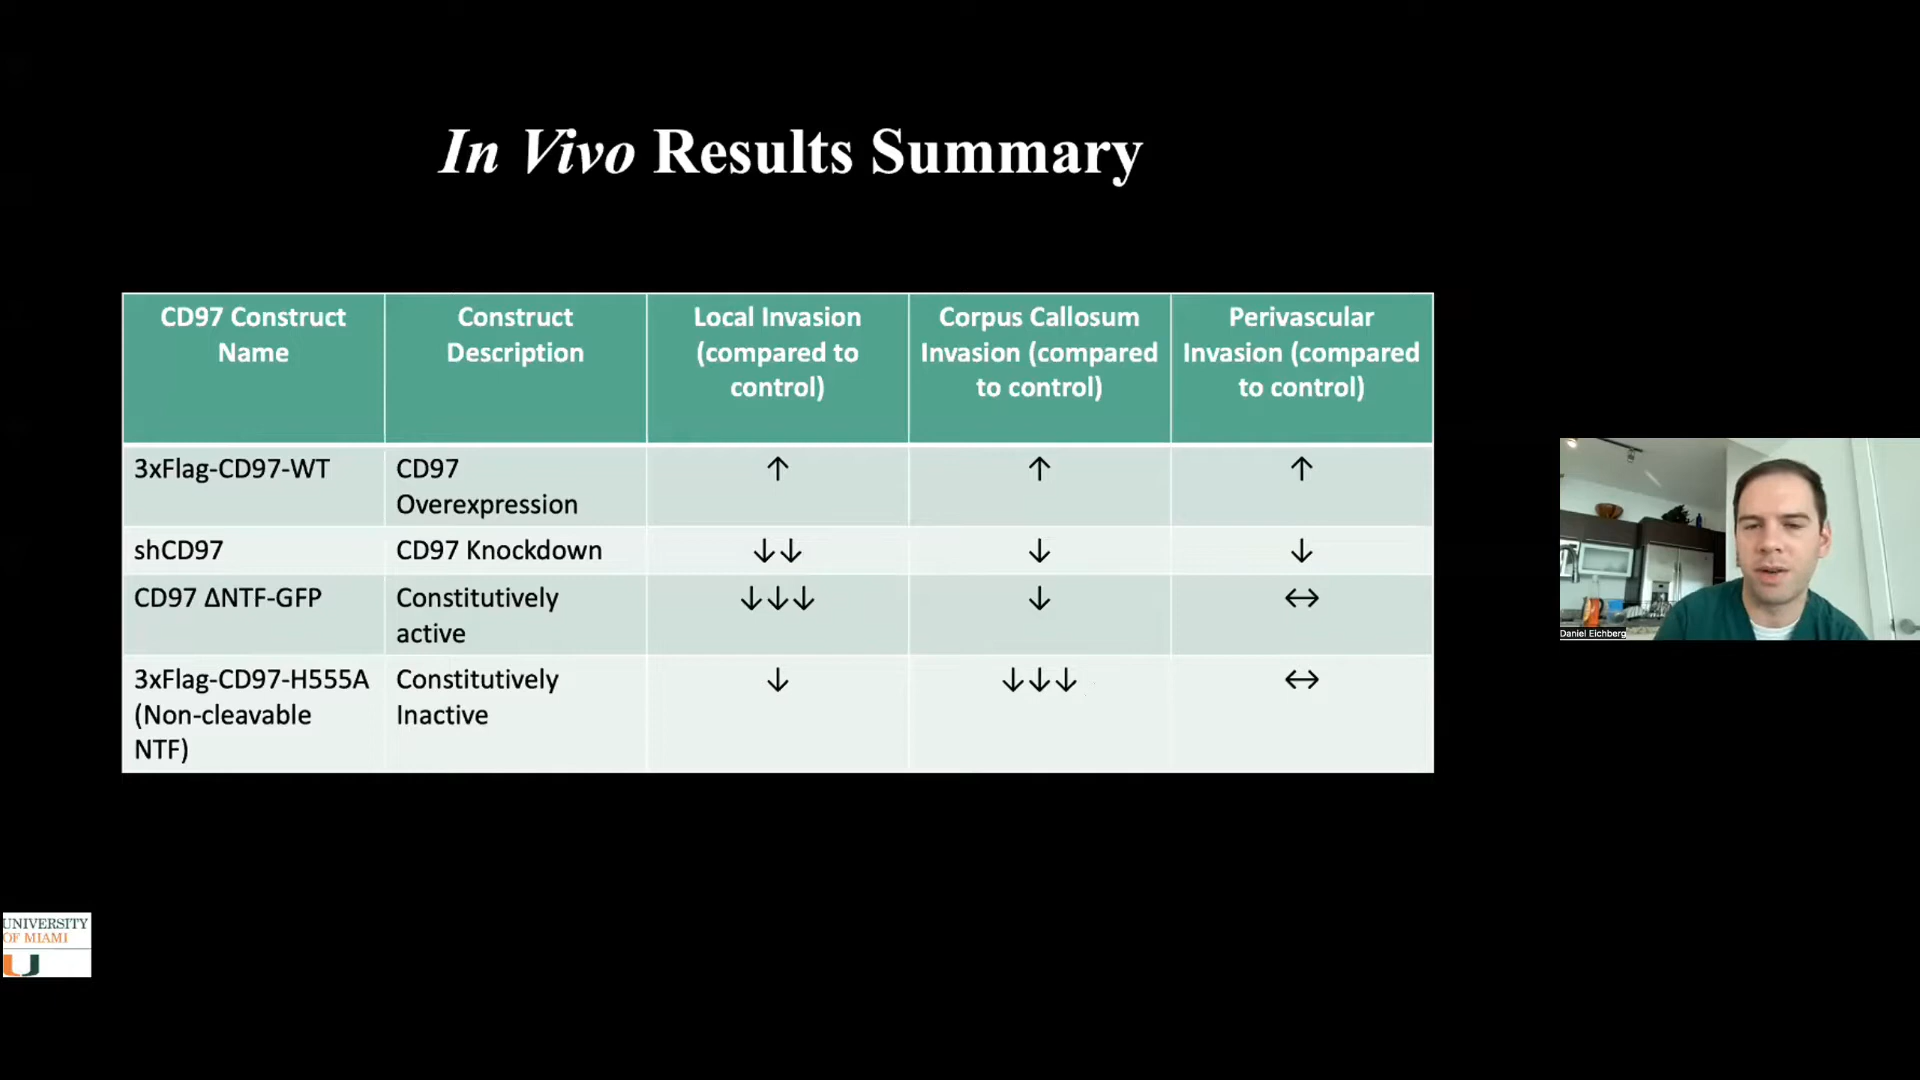 In Vivo Results Summary
CD97 Construct
Name
Construct
Description
Local Invasion
(compared to
control)
Corpus Callosum
Invasion (compared
to control)
Perivascular
Invasion (compared
to control)
3xFlag-CD97-WT
CD97
Overexpression
↑
↑
↑
shCD97
CD97 Knockdown
↓↓
↓
↓
CD97 ΔNTF-GFP
Constitutively
active
↓↓↓
↓
↔
3xFlag-CD97-H555A
(Non-cleavable
NTF)
Constitutively
Inactive
↓
↓↓↓
↔
Daniel Eichberg
UNIVERSITY
OF MIAMI